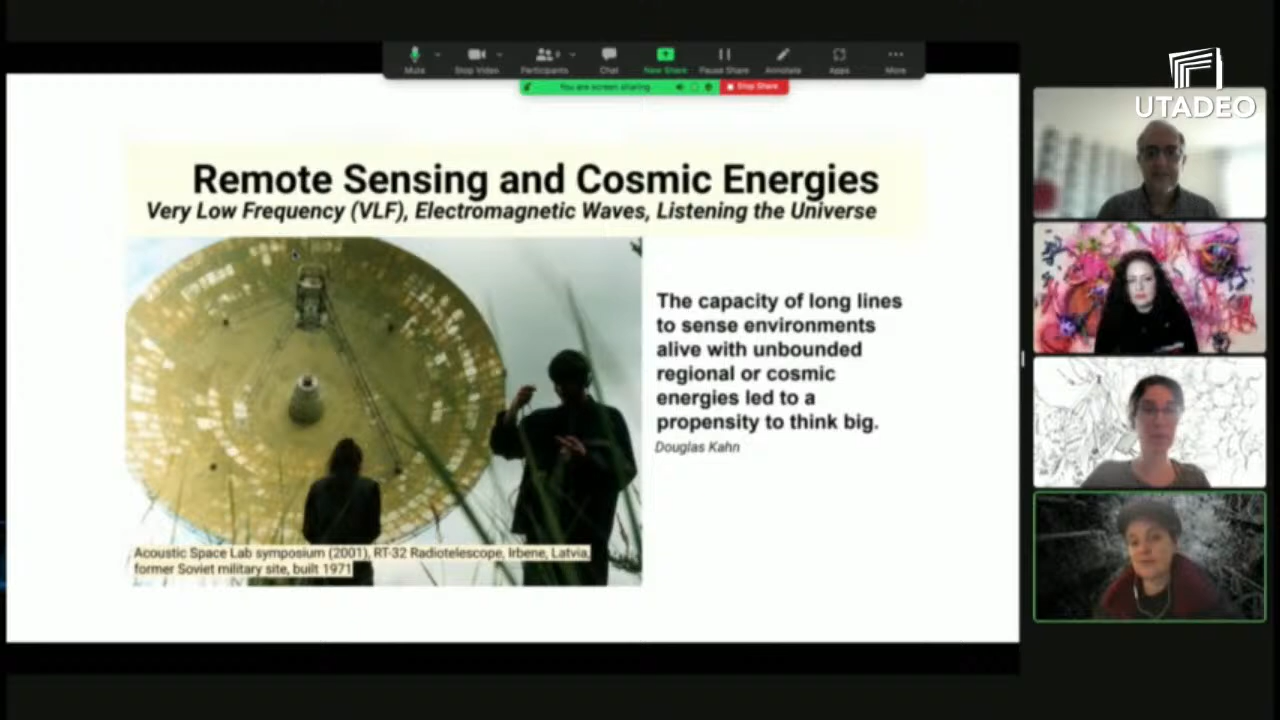 Mute
Stop Video
Participants
9
Chat
New Share
Pause Share
Annotate
Apps
More
You are screen sharing
Stop Share
UTADEO
Remote Sensing and Cosmic Energies
Very Low Frequency (VLF), Electromagnetic Waves, Listening the Universe
The capacity of long lines
to sense environments
alive with unbounded
regional or cosmic
energies led to a
propensity to think big.
Douglas Kahn
Acoustic Space Lab symposium (2001), RT-32 Radiotelescope, Irbene, Latvia,
former Soviet military site, built 1971